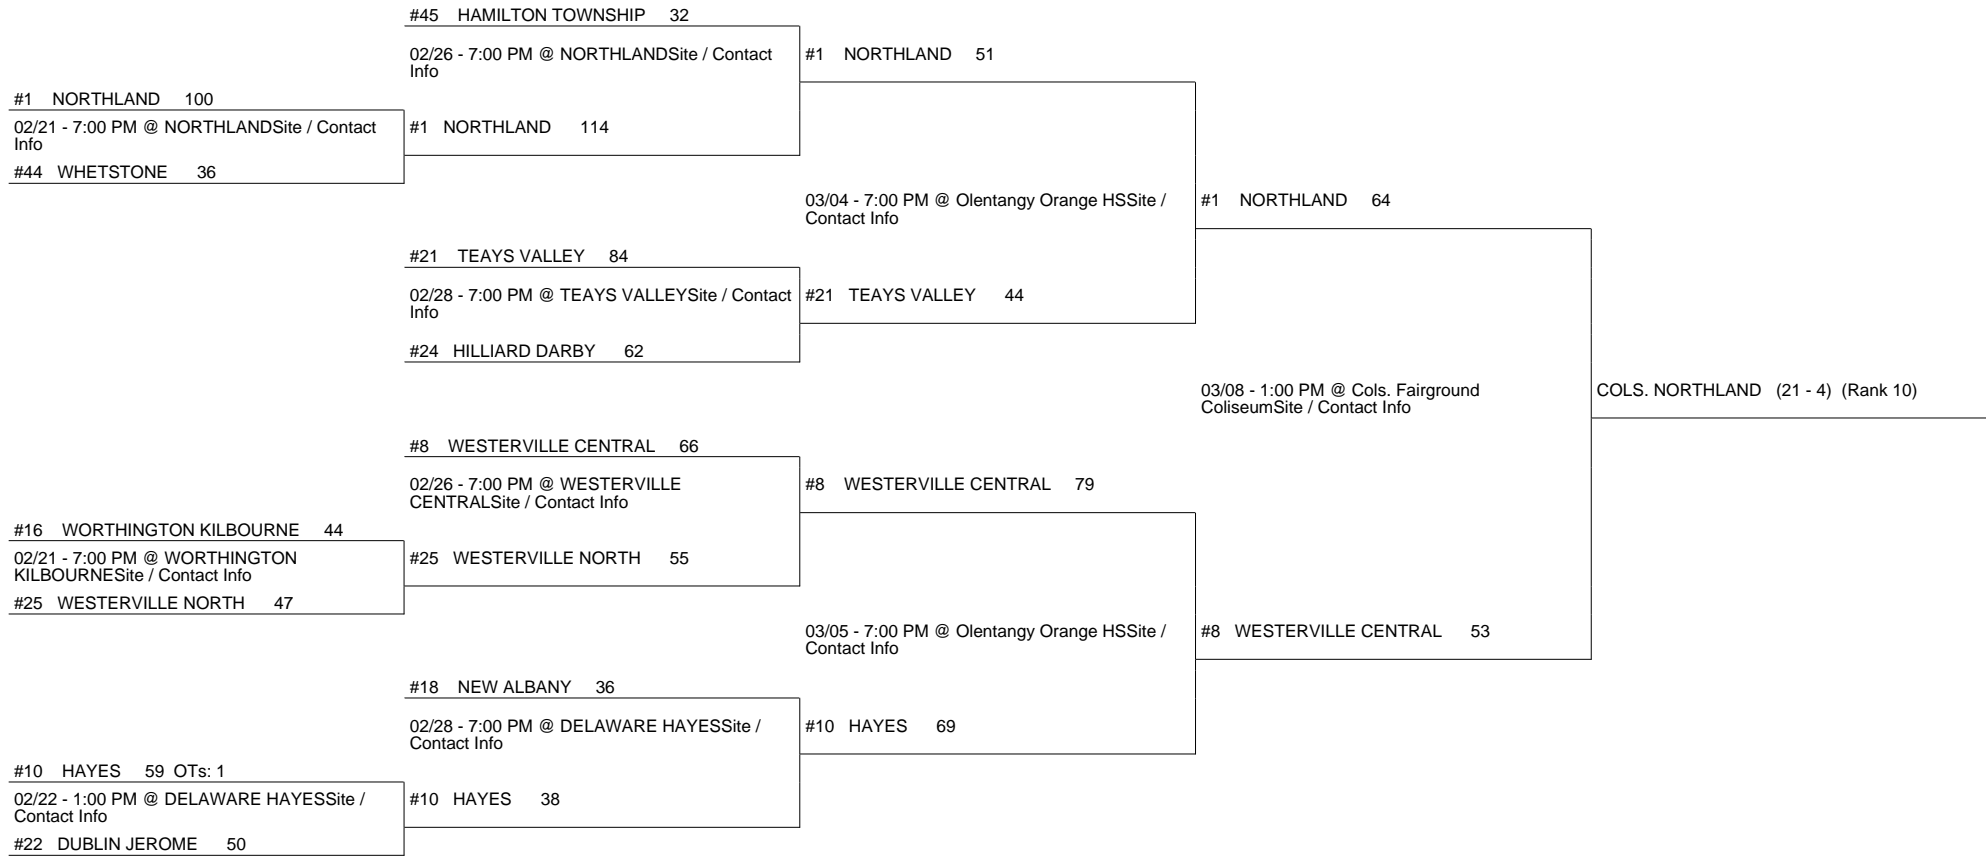 #45 HAMILTON TOWNSHIP 32
02/26 - 7:00 PM @ NORTHLANDSite / Contact
Info
#1 NORTHLAND 51
#1 NORTHLAND 100
02/21 - 7:00 PM @ NORTHLANDSite / Contact
Info
#1 NORTHLAND 114
#44 WHETSTONE 36
03/04 - 7:00 PM @ Olentangy Orange HSSite /
Contact Info
#1 NORTHLAND 64
#21 TEAYS VALLEY 84
02/28 - 7:00 PM @ TEAYS VALLEYSite / Contact
Info
#21 TEAYS VALLEY 44
#24 HILLIARD DARBY 62
03/08 - 1:00 PM @ Cols. Fairground
ColiseumSite / Contact Info
COLS. NORTHLAND (21 - 4) (Rank 10)
#8 WESTERVILLE CENTRAL 66
02/26 - 7:00 PM @ WESTERVILLE
CENTRALSite / Contact Info
#8 WESTERVILLE CENTRAL 79
#16 WORTHINGTON KILBOURNE 44
02/21 - 7:00 PM @ WORTHINGTON
KILBOURNESite / Contact Info
#25 WESTERVILLE NORTH 55
#25 WESTERVILLE NORTH 47
03/05 - 7:00 PM @ Olentangy Orange HSSite /
Contact Info
#8 WESTERVILLE CENTRAL 53
#18 NEW ALBANY 36
02/28 - 7:00 PM @ DELAWARE HAYESSite /
Contact Info
#10 HAYES 69
#10 HAYES 59 OTs: 1
02/22 - 1:00 PM @ DELAWARE HAYESSite /
Contact Info
#10 HAYES 38
#22 DUBLIN JEROME 50